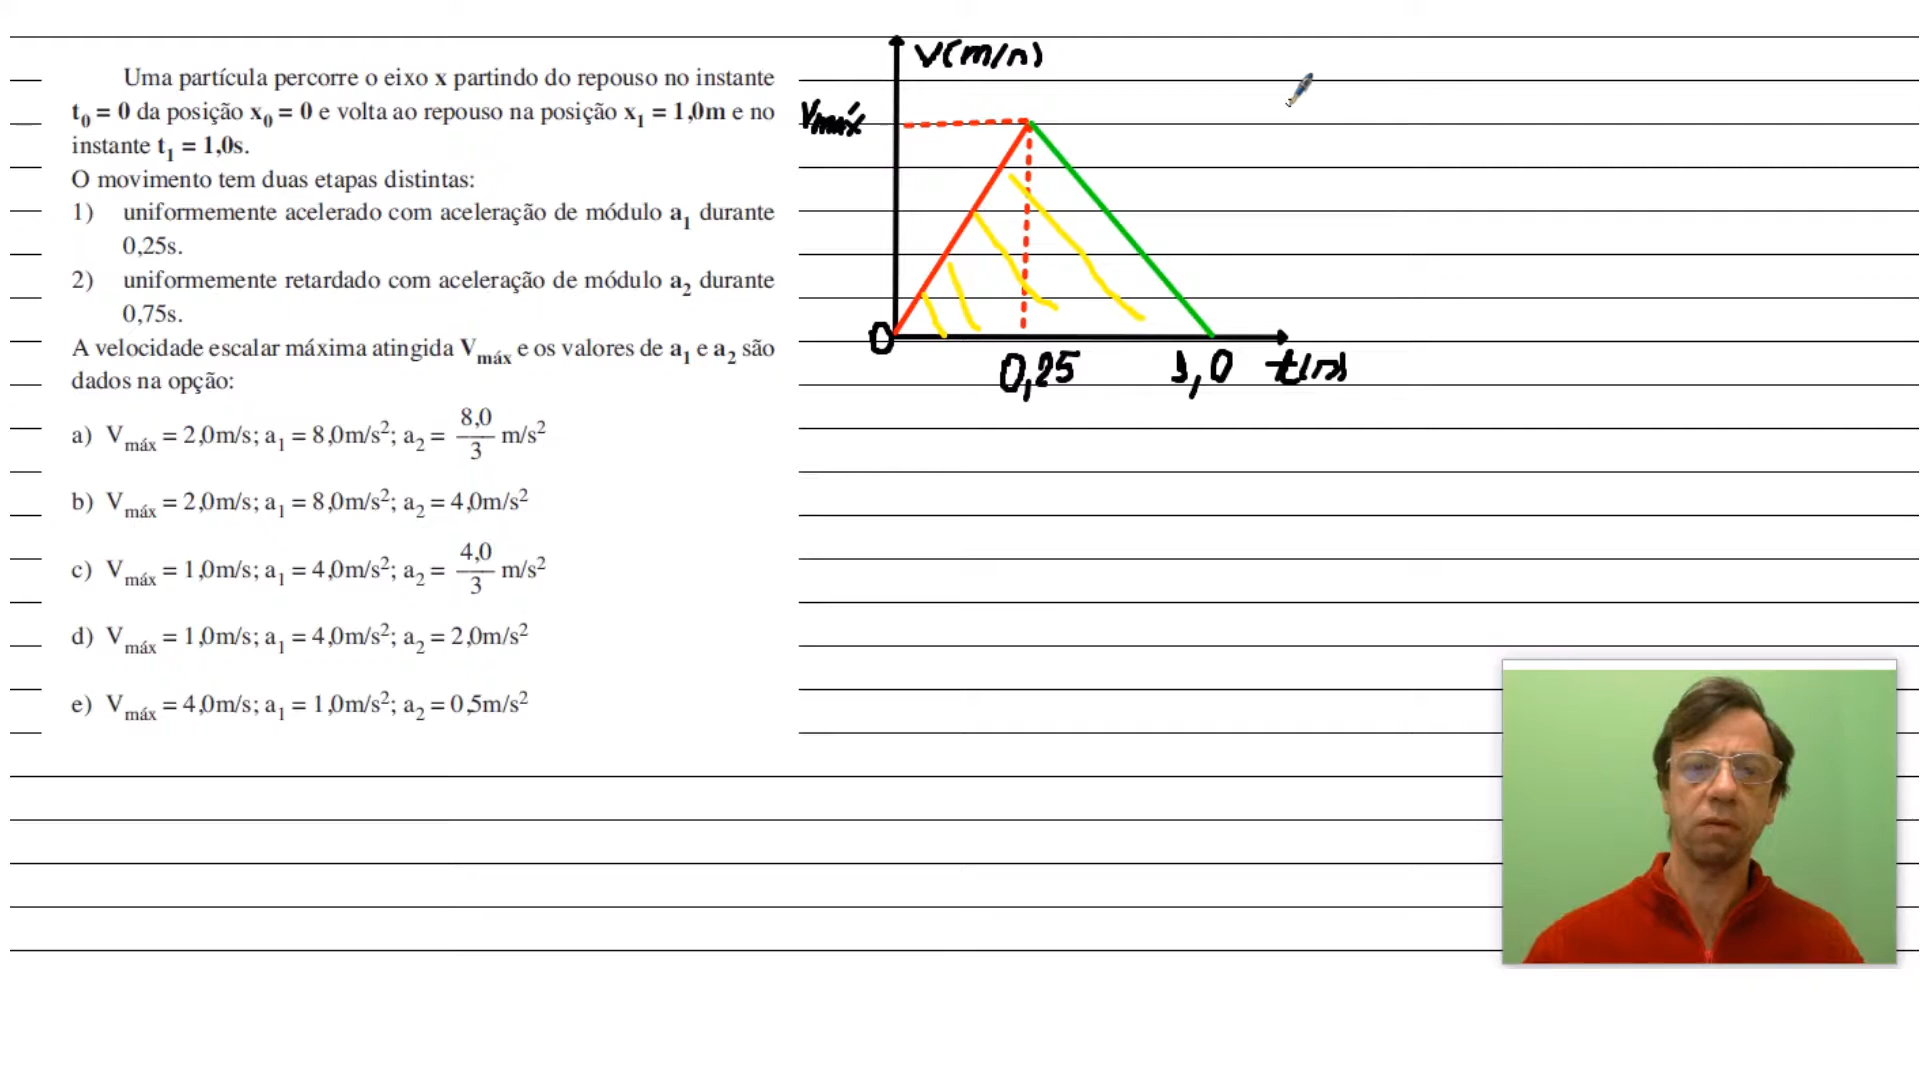 Uma partícula percorre o eixo x partindo do repouso no instante
t0 = 0 da posição x0 = 0 e volta ao repouso na posição x1 = 1,0m e no
instante t1 = 1,0s.
O movimento tem duas etapas distintas:
1) uniformemente acelerado com aceleração de módulo a1 durante
0,25s.
2) uniformemente retardado com aceleração de módulo a2 durante
0,75s.
A velocidade escalar máxima atingida Vmáx e os valores de a1 e a2 são
dados na opção:
a) Vmáx = 2,0m/s; a1 = 8,0m/s²; a2 = 8,0/3 m/s²
b) Vmáx = 2,0m/s; a1 = 8,0m/s²; a2 = 4,0m/s²
c) Vmáx = 1,0m/s; a1 = 4,0m/s²; a2 = 4,0/3 m/s²
d) Vmáx = 1,0m/s; a1 = 4,0m/s²; a2 = 2,0m/s²
e) Vmáx = 4,0m/s; a1 = 1,0m/s²; a2 = 0,5m/s²
V(m/s)
Vmáx
0
0,25
1,0
t(s)